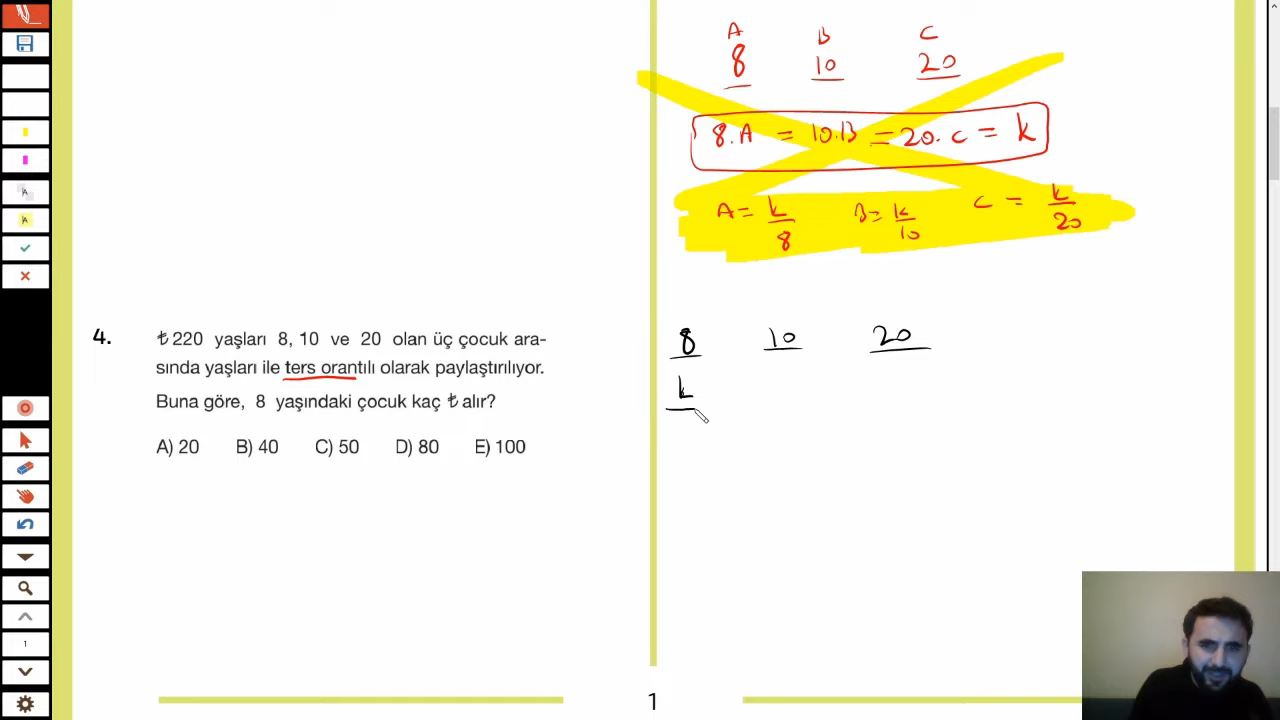 A B C
8 10 20
8.A = 10.B = 20.C = k
A = k/8 B = k/10 C = k/20
4. ₺220 yaşları 8, 10 ve 20 olan üç çocuk ara-
sında yaşları ile ters orantılı olarak paylaştırılıyor.
Buna göre, 8 yaşındaki çocuk kaç ₺ alır?
A) 20 B) 40 C) 50 D) 80 E) 100
8 10 20
k
1
A
A
1